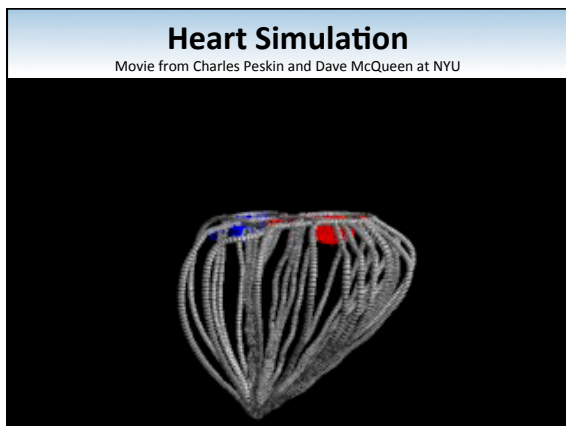 Heart Simulation
Movie from Charles Peskin and Dave McQueen at NYU